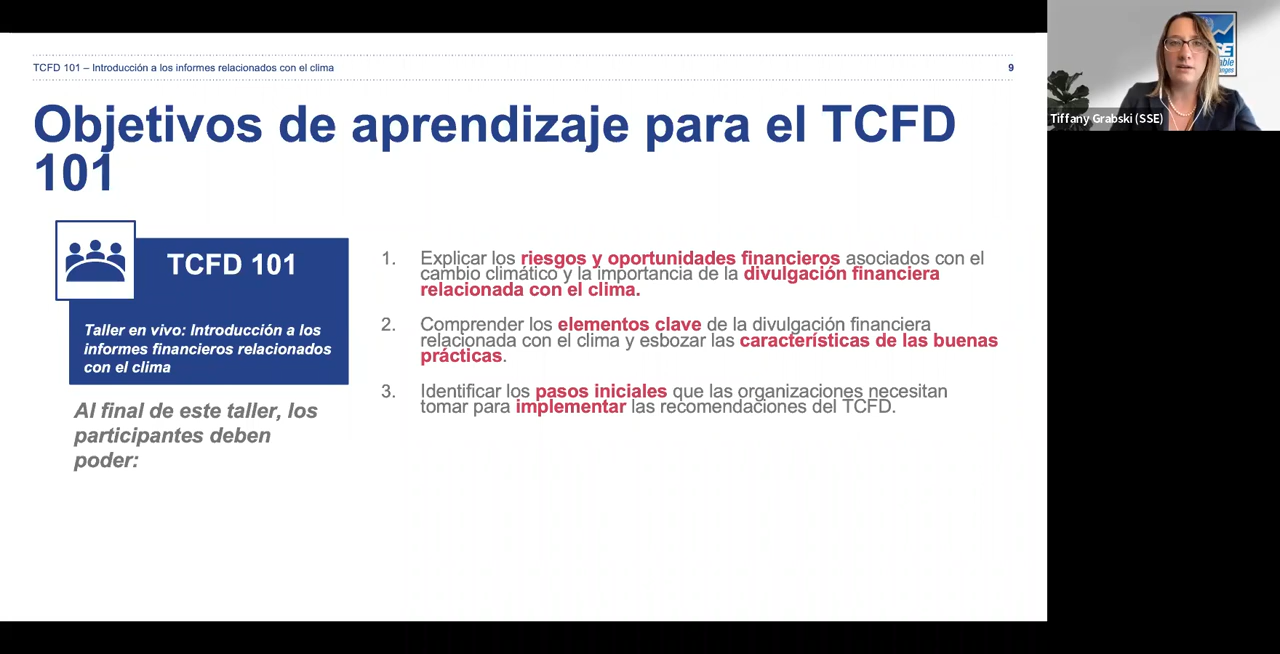 TCFD 101 – Introducción a los informes relacionados con el clima
9
Objetivos de aprendizaje para el TCFD
101
TCFD 101
Taller en vivo: Introducción a los
informes financieros relacionados
con el clima
Al final de este taller, los
participantes deben
poder:
1. Explicar los riesgos y oportunidades financieros asociados con el
cambio climático y la importancia de la divulgación financiera
relacionada con el clima.
2. Comprender los elementos clave de la divulgación financiera
relacionada con el clima y esbozar las características de las buenas
prácticas.
3. Identificar los pasos iniciales que las organizaciones necesitan
tomar para implementar las recomendaciones del TCFD.
Tiffany Grabski (SSE)